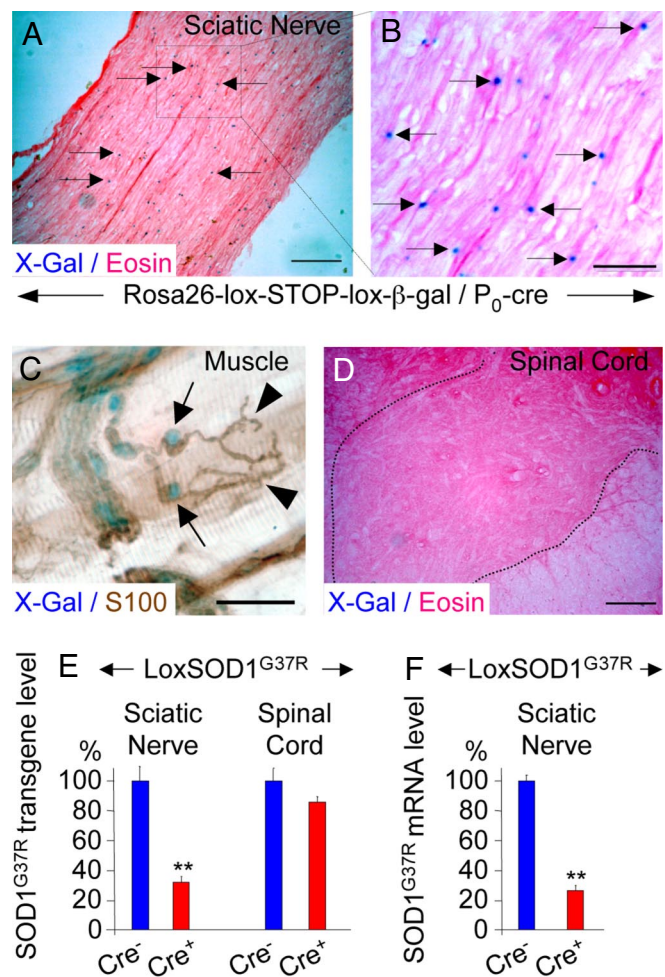 A
Sciatic Nerve
B
X-Gal / Eosin
Rosa26-lox-STOP-lox-β-gal / P₀-cre
C
Muscle
D
Spinal Cord
X-Gal / S100
X-Gal / Eosin
E
LoxSOD1ᴳ³⁷ᴿ
Sciatic
Nerve
Spinal
Cord
%
100
80
60
40
20
0
**
SOD1ᴳ³⁷ᴿ transgene level
Cre⁻
Cre⁺
Cre⁻
Cre⁺
F
LoxSOD1ᴳ³⁷ᴿ
Sciatic
Nerve
%
100
80
60
40
20
0
**
SOD1ᴳ³⁷ᴿ mRNA level
Cre⁻
Cre⁺